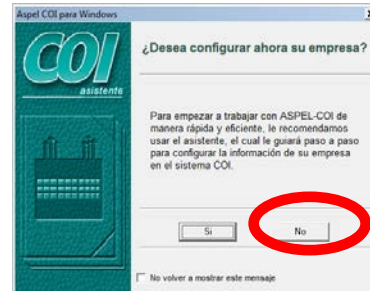 Aspel COI para Windows
COI
asistente
¿Desea configurar ahora su empresa?
Para empezar a trabajar con ASPEL-COI de
manera rápida y eficiente, le recomendamos
usar el asistente, el cual le guiará paso a paso
para configurar la información de su empresa
en el sistema COI.
Si
No
No volver a mostrar este mensaje